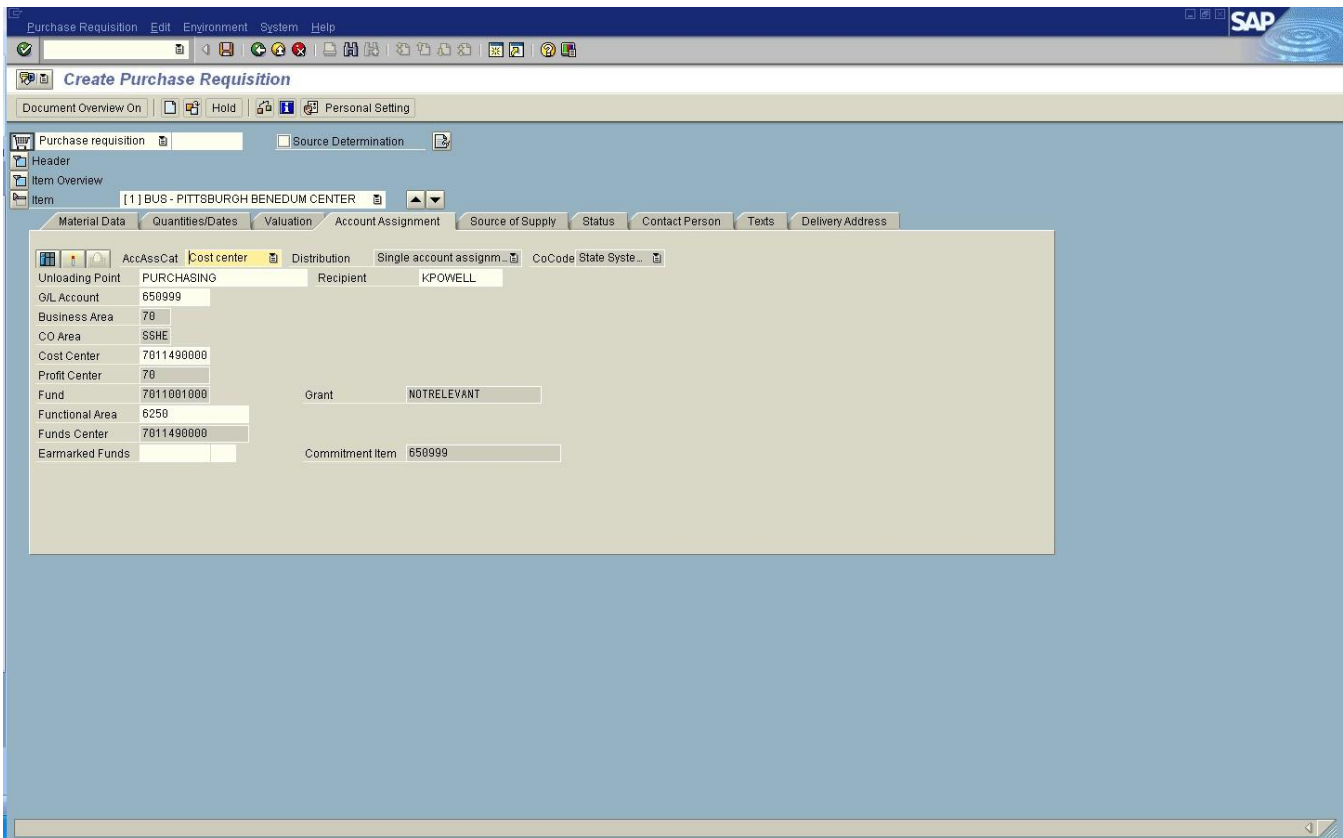 Purchase Requisition Edit Environment System Help
SAP
Create Purchase Requisition
Document Overview On Hold Personal Setting
Purchase requisition Source Determination
Header
Item Overview
Item [ 1 ] BUS - PITTSBURGH BENEDUM CENTER
Material Data Quantities/Dates Valuation Account Assignment Source of Supply Status Contact Person Texts Delivery Address
AccAssCat Cost center Distribution Single account assignm... CoCode State Syste...
Unloading Point PURCHASING Recipient KPOWELL
G/L Account 650999
Business Area 70
CO Area SSHE
Cost Center 7011490000
Profit Center 70
Fund 7011001000 Grant NOTRELEVANT
Functional Area 6250
Funds Center 7011490000
Earmarked Funds Commitment Item 650999